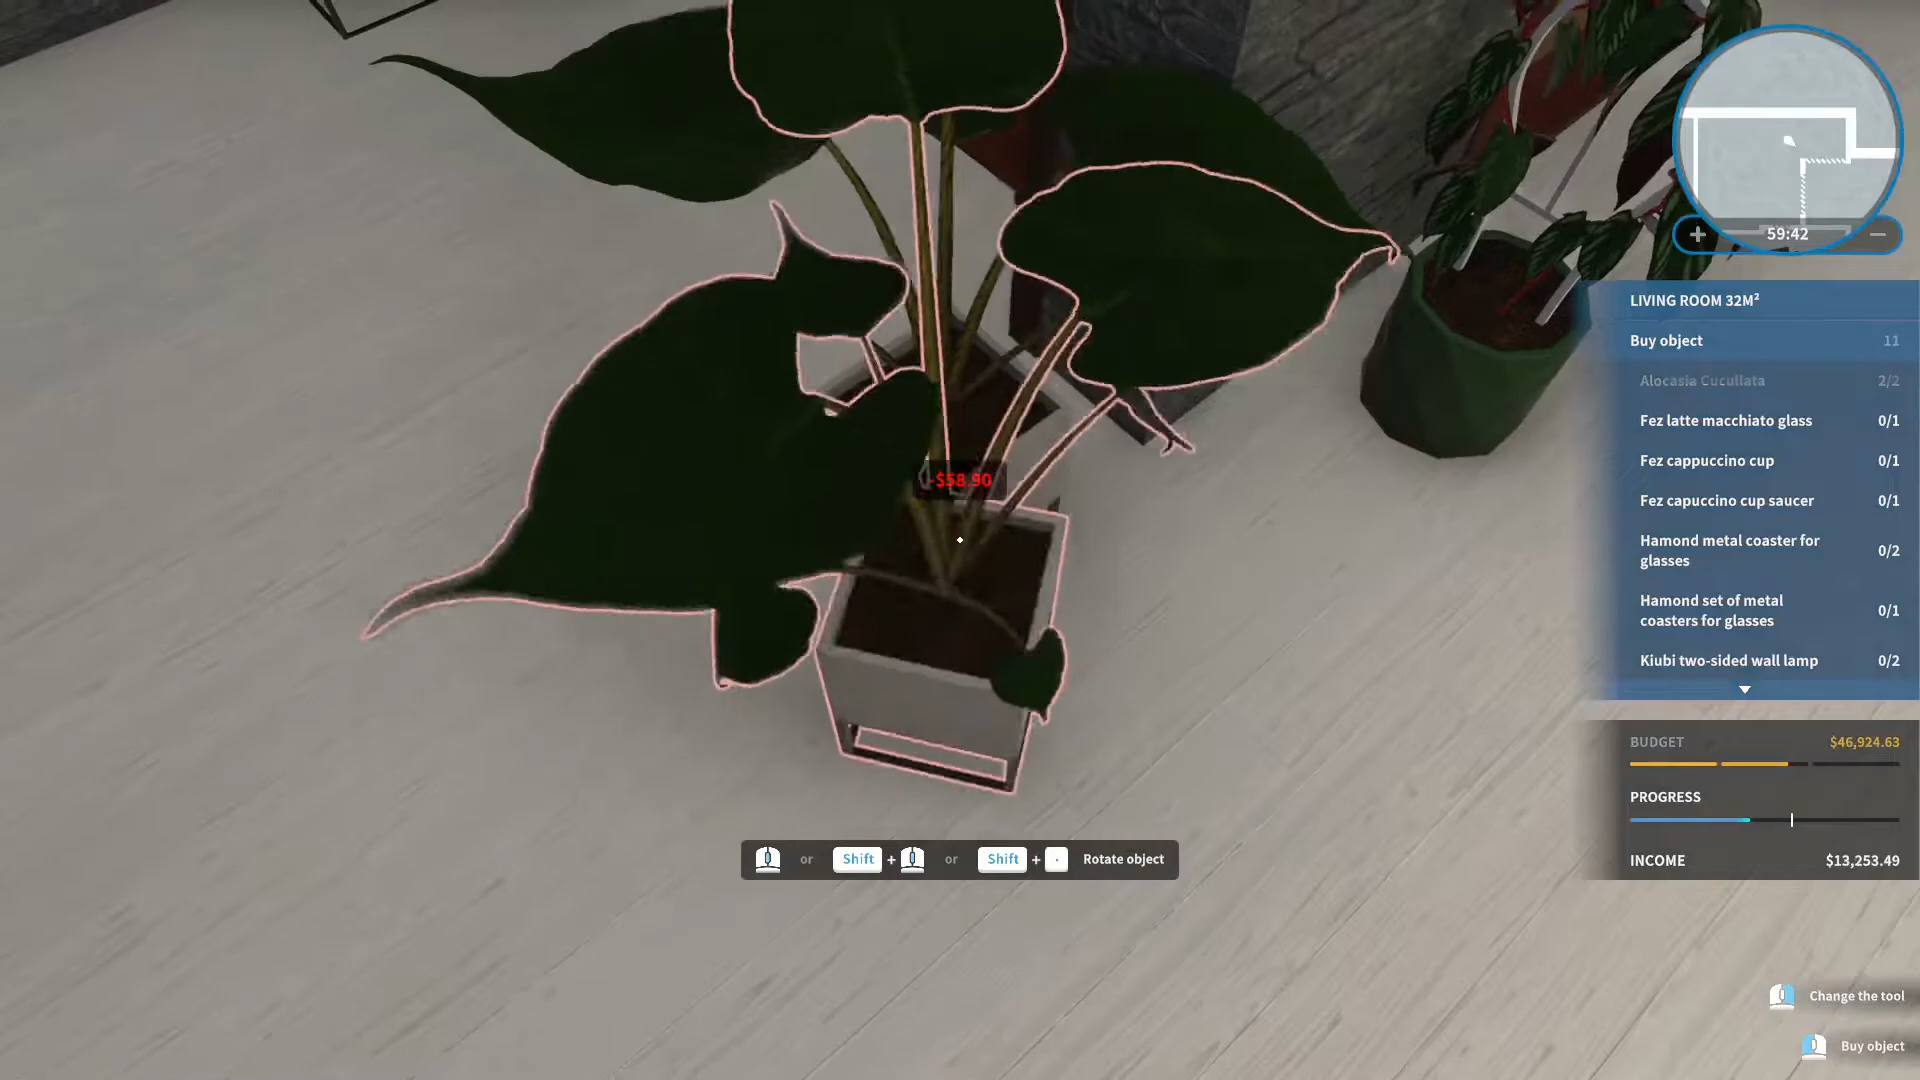 59:42
LIVING ROOM 32M²
Buy object 11
Alocasia Cucullata 2/2
Fez latte macchiato glass 0/1
Fez cappuccino cup 0/1
Fez capuccino cup saucer 0/1
Hamond metal coaster for
glasses 0/2
Hamond set of metal
coasters for glasses 0/1
Kiubi two-sided wall lamp 0/2
-$58.90
BUDGET $46,924.63
PROGRESS
INCOME $13,253.49
or Shift + or Shift + . Rotate object
Change the tool
Buy object